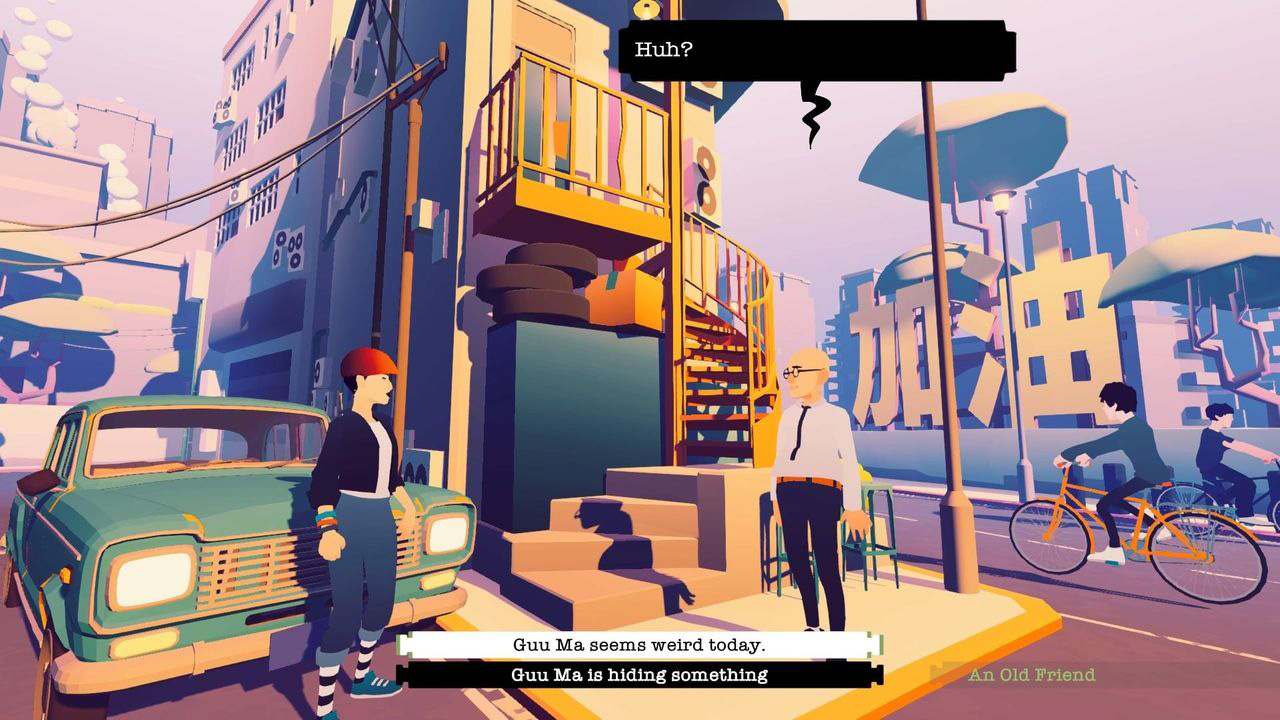 Huh?
加油
Guu Ma seems weird today.
Guu Ma is hiding something
An Old Friend